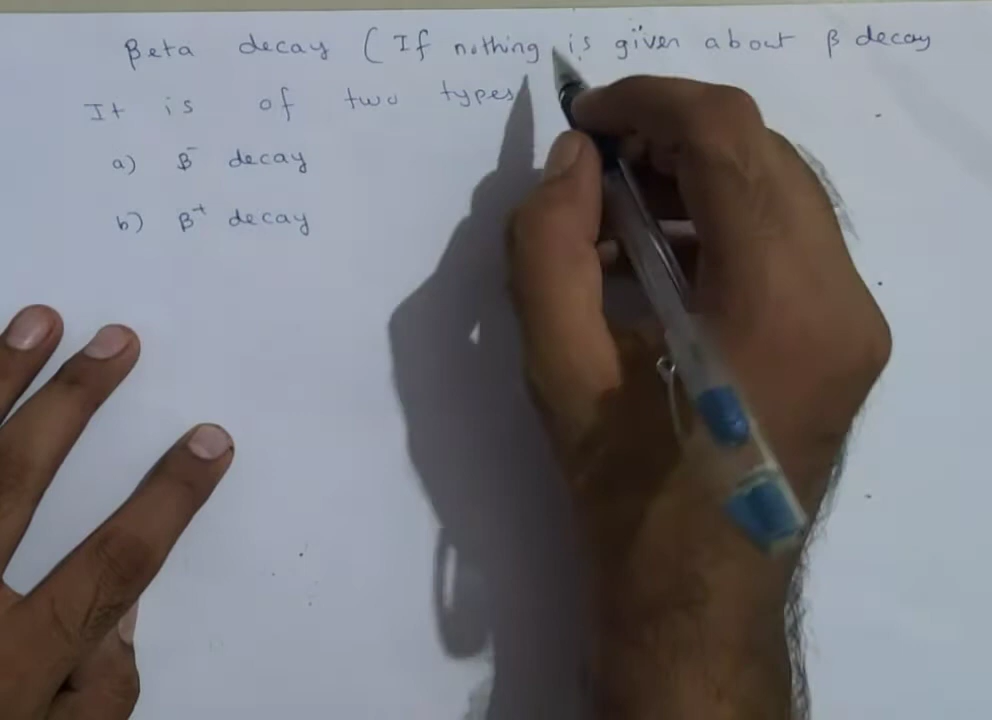 Beta decay (If nothing is given about β decay
It is of two types
a) β⁻ decay
b) β⁺ decay